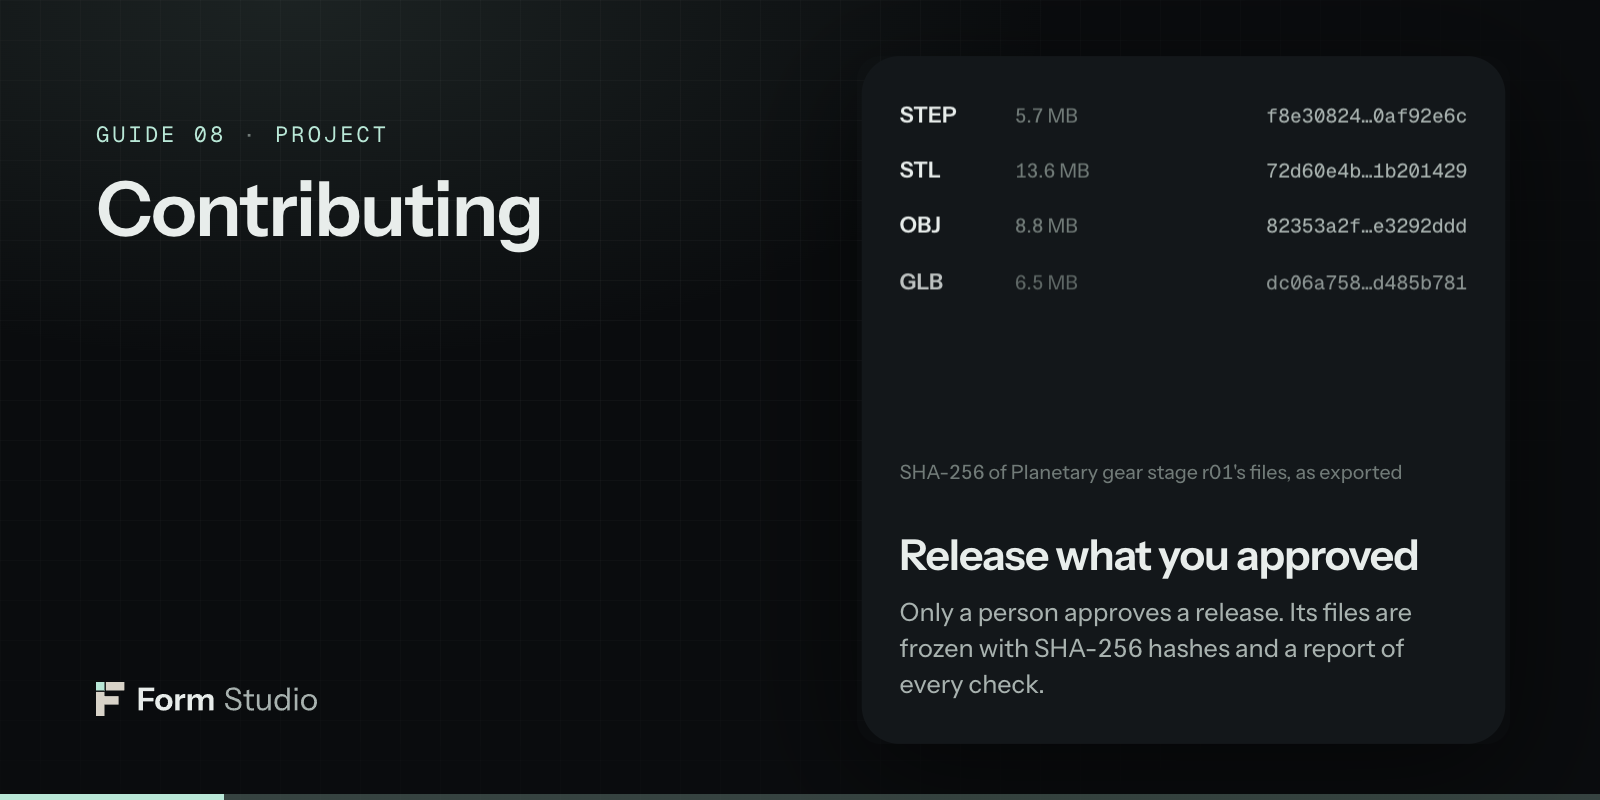 GUIDE 08 · PROJECT
Contributing
Form Studio
STEP 5.7 MB f8e30824…0af92e6c
STL 13.6 MB 72d60e4b…1b201429
OBJ 8.8 MB 82353a2f…e3292ddd
GLB 6.5 MB dc06a758…d485b781
SHA-256 of Planetary gear stage r01's files, as exported
Release what you approved
Only a person approves a release. Its files are
frozen with SHA-256 hashes and a report of
every check.